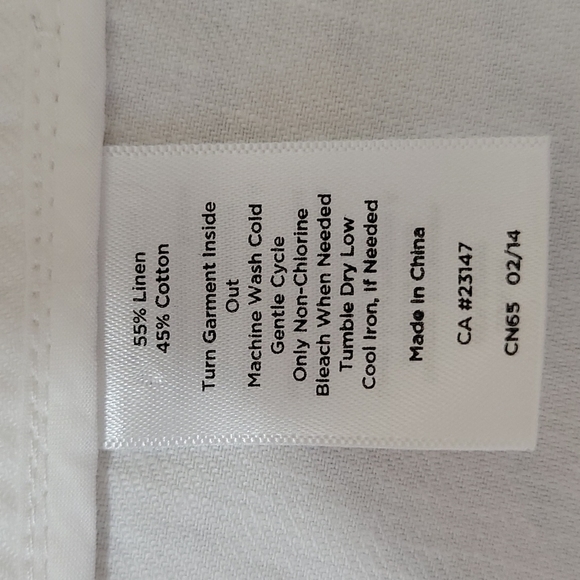 55% Linen
45% Cotton
Turn Garment Inside
Out
Machine Wash Cold
Gentle Cycle
Only Non-Chlorine
Bleach When Needed
Tumble Dry Low
Cool Iron, If Needed
Made in China
CA #23147
CN65 02/14